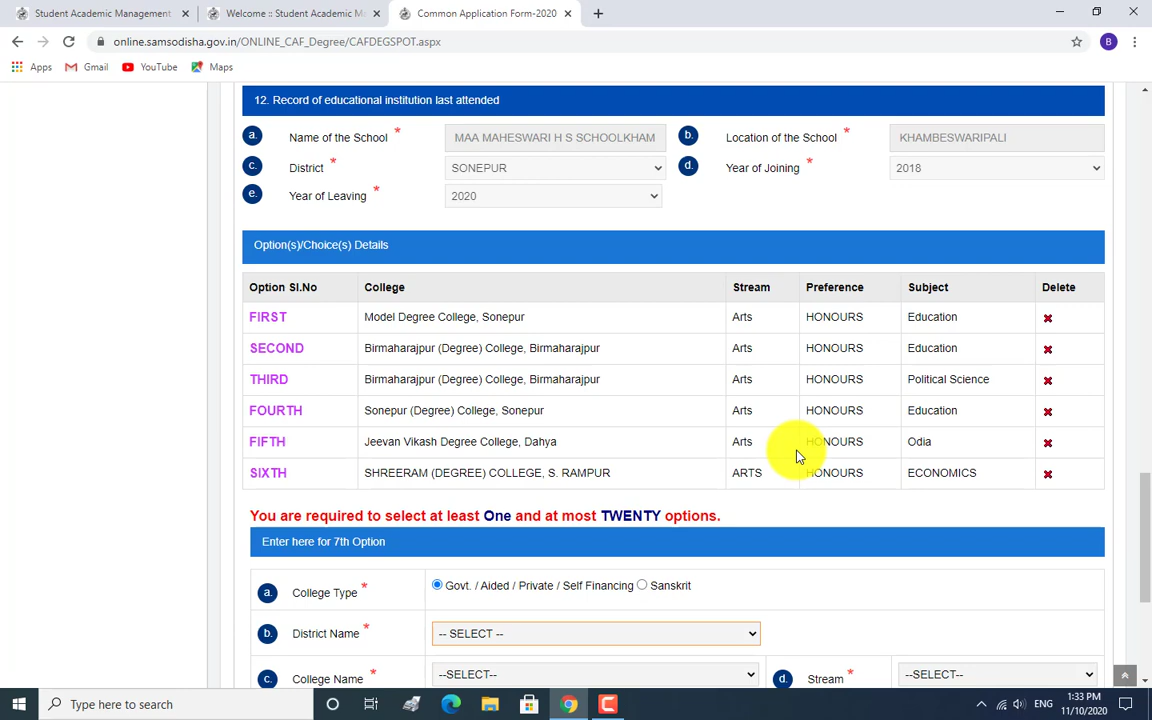 Student Academic Management
Welcome :: Student Academic M
Common Application Form-2020
online.samsodisha.gov.in/ONLINE_CAF_Degree/CAFDEGSPOT.aspx
B
Apps Gmail YouTube Maps
12. Record of educational institution last attended
a. Name of the School * MAA MAHESWARI H S SCHOOLKHAM b. Location of the School * KHAMBESWARIPALI
c. District * SONEPUR d. Year of Joining * 2018
e. Year of Leaving * 2020
Option(s)/Choice(s) Details
Option Sl.No College Stream Preference Subject Delete
FIRST Model Degree College, Sonepur Arts HONOURS Education
SECOND Birmaharajpur (Degree) College, Birmaharajpur Arts HONOURS Education
THIRD Birmaharajpur (Degree) College, Birmaharajpur Arts HONOURS Political Science
FOURTH Sonepur (Degree) College, Sonepur Arts HONOURS Education
FIFTH Jeevan Vikash Degree College, Dahya Arts HONOURS Odia
SIXTH SHREERAM (DEGREE) COLLEGE, S. RAMPUR ARTS HONOURS ECONOMICS
You are required to select at least One and at most TWENTY options.
Enter here for 7th Option
a. College Type * Govt. / Aided / Private / Self Financing Sanskrit
b. District Name * -- SELECT --
c. College Name * --SELECT-- d. Stream * --SELECT--
Type here to search
ENG
1:33 PM
11/10/2020